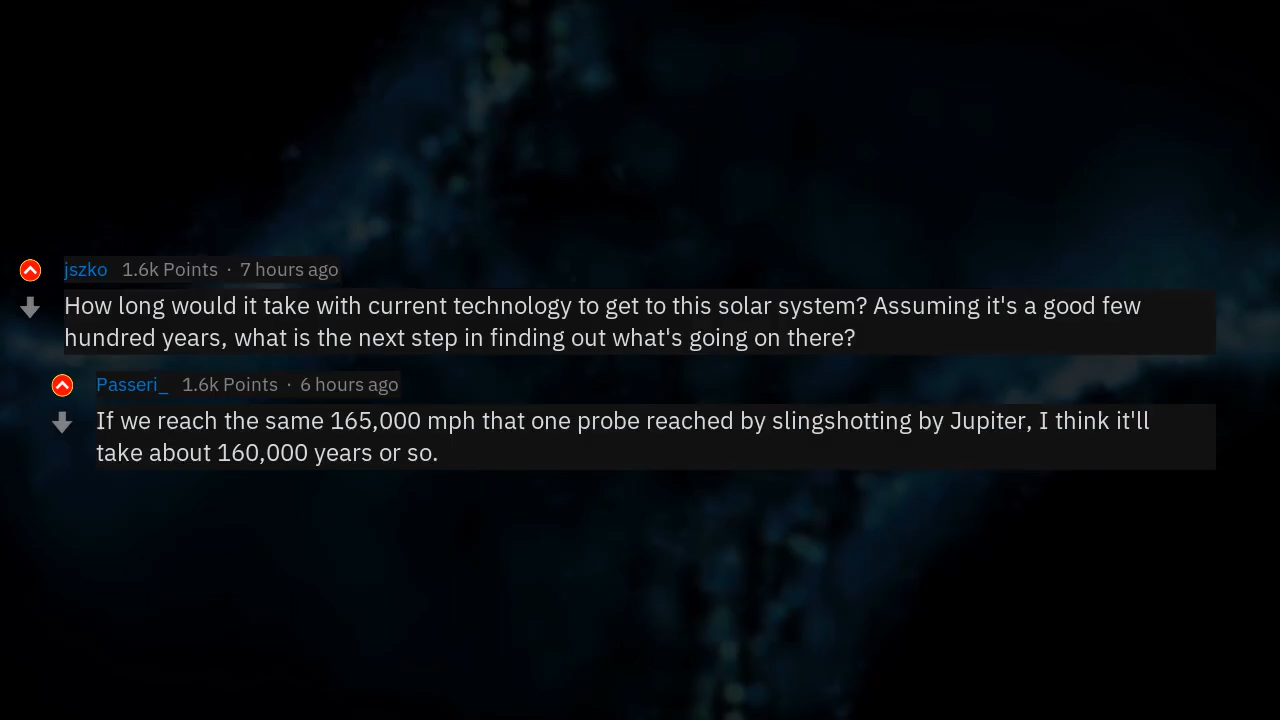 jszko 1.6k Points · 7 hours ago
How long would it take with current technology to get to this solar system? Assuming it's a good few
hundred years, what is the next step in finding out what's going on there?
Passeri_ 1.6k Points · 6 hours ago
If we reach the same 165,000 mph that one probe reached by slingshotting by Jupiter, I think it'll
take about 160,000 years or so.